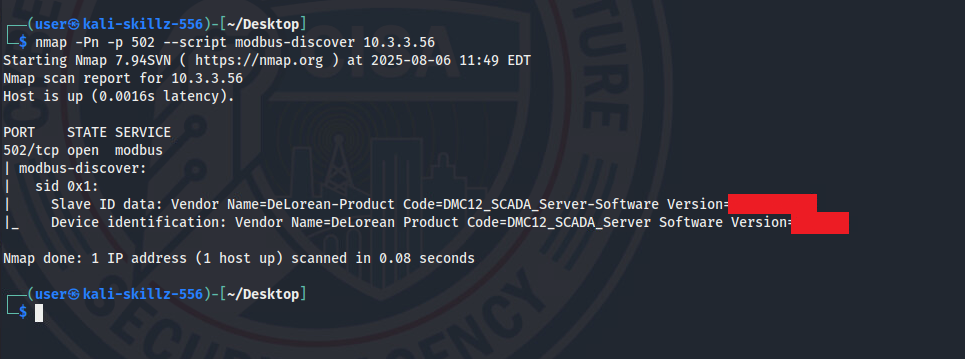 (user㉿kali-skillz-556)-[~/Desktop]
$ nmap -Pn -p 502 --script modbus-discover 10.3.3.56
Starting Nmap 7.94SVN ( https://nmap.org ) at 2025-08-06 11:49 EDT
Nmap scan report for 10.3.3.56
Host is up (0.0016s latency).
PORT    STATE SERVICE
502/tcp open  modbus
| modbus-discover:
|   sid 0x1:
|     Slave ID data: Vendor Name=DeLorean-Product Code=DMC12_SCADA_Server-Software Version=
|_    Device identification: Vendor Name=DeLorean Product Code=DMC12_SCADA_Server Software Version=
Nmap done: 1 IP address (1 host up) scanned in 0.08 seconds
(user㉿kali-skillz-556)-[~/Desktop]
$
CISA
SECURITY AGENCY